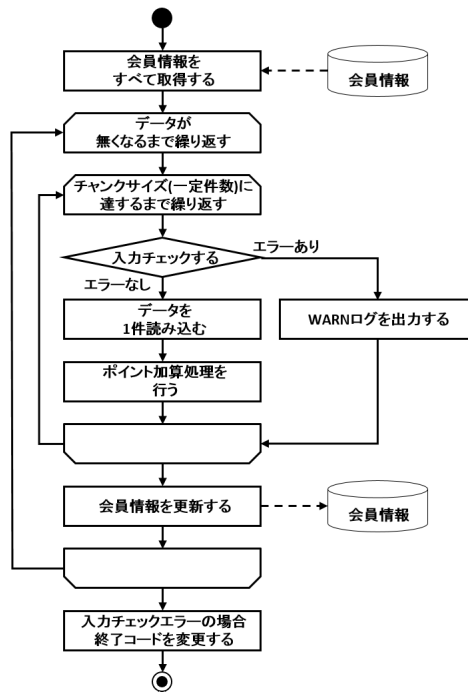 会員情報を
すべて取得する
会員情報
データが
無くなるまで繰り返す
チャンクサイズ(一定件数)に
達するまで繰り返す
入力チェックする
エラーあり
エラーなし
データを
1件読み込む
WARNログを出力する
ポイント加算処理を
行う
会員情報を更新する
会員情報
入力チェックエラーの場合
終了コードを変更する